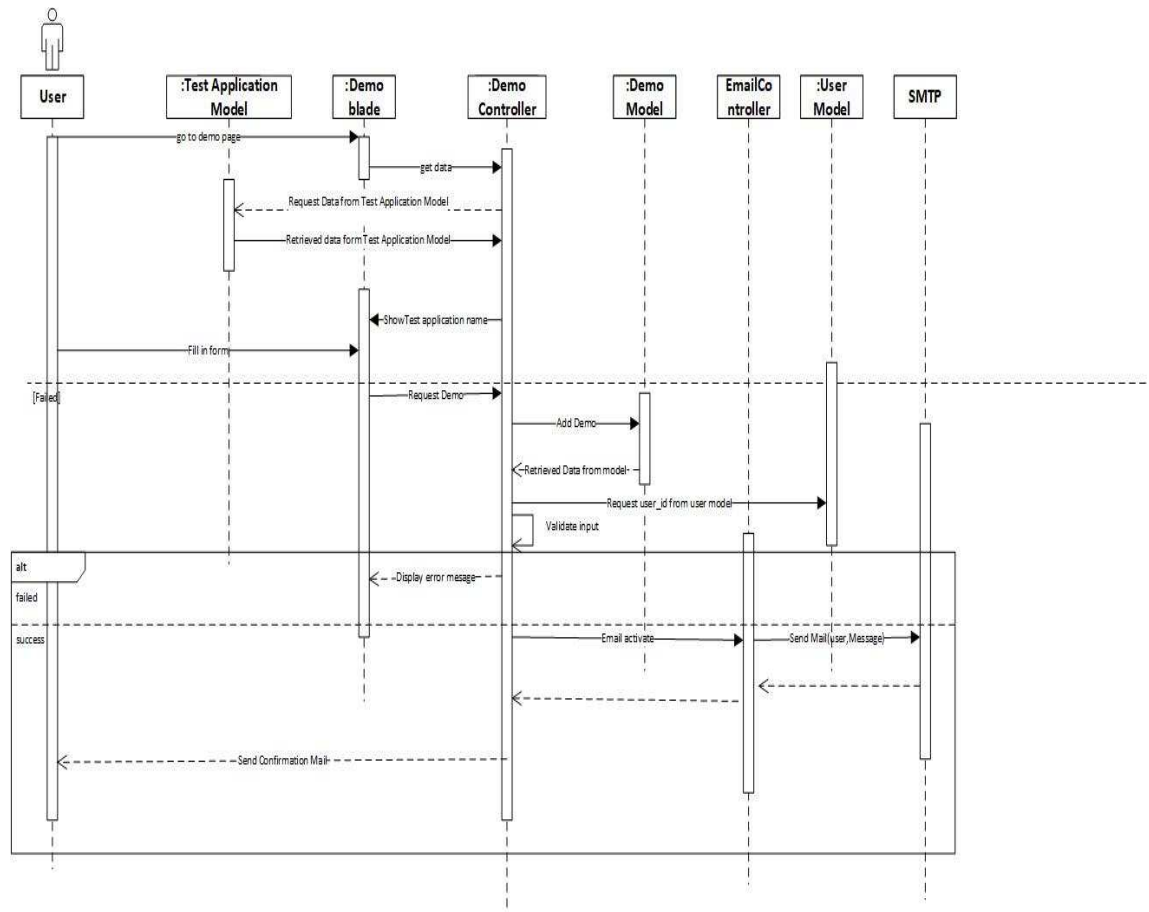 User
:Test Application
Model
:Demo
blade
:Demo
Controller
:Demo
Model
EmailCo
ntroller
:User
Model
SMTP
go to demo page
get data
Request Data from Test Application Model
Retrieved data form Test Application Model
ShowTest application name
Fill in form
[Failed]
Request Demo
Add Demo
Retrieved Data from model
Request user_id from user model
Validate input
alt
Display error mesage
failed
success
Email activate
Send Mail(user,Message)
Send Confirmation Mail